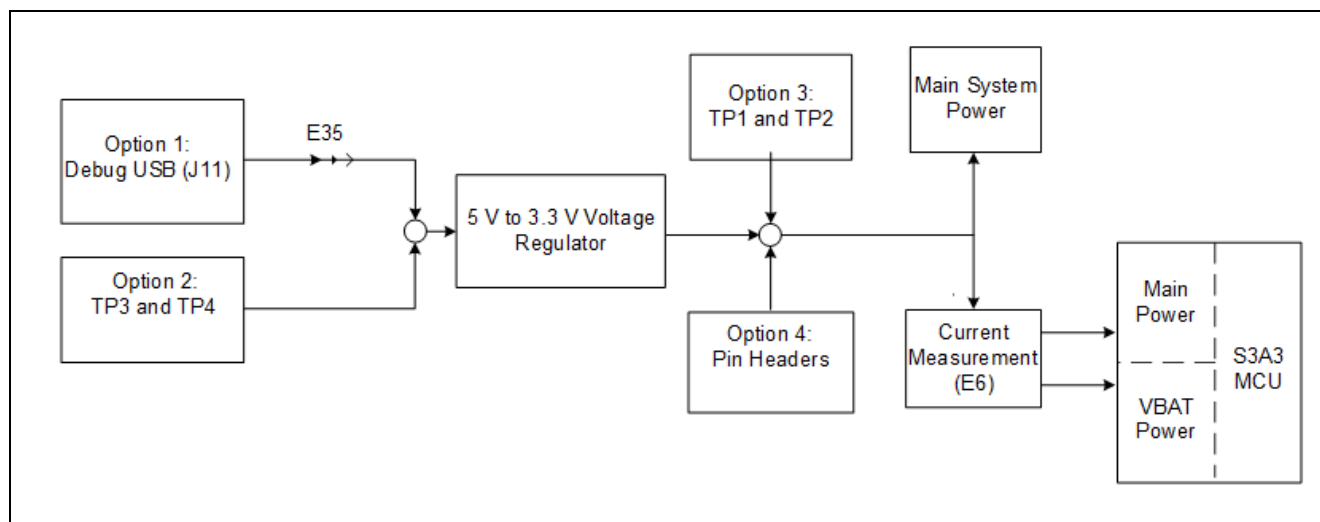 Option 1:
Debug USB (J11)
E35
Option 2:
TP3 and TP4
5 V to 3.3 V Voltage
Regulator
Option 3:
TP1 and TP2
Option 4:
Pin Headers
Main System
Power
Current
Measurement
(E6)
Main
Power
VBAT
Power
S3A3
MCU